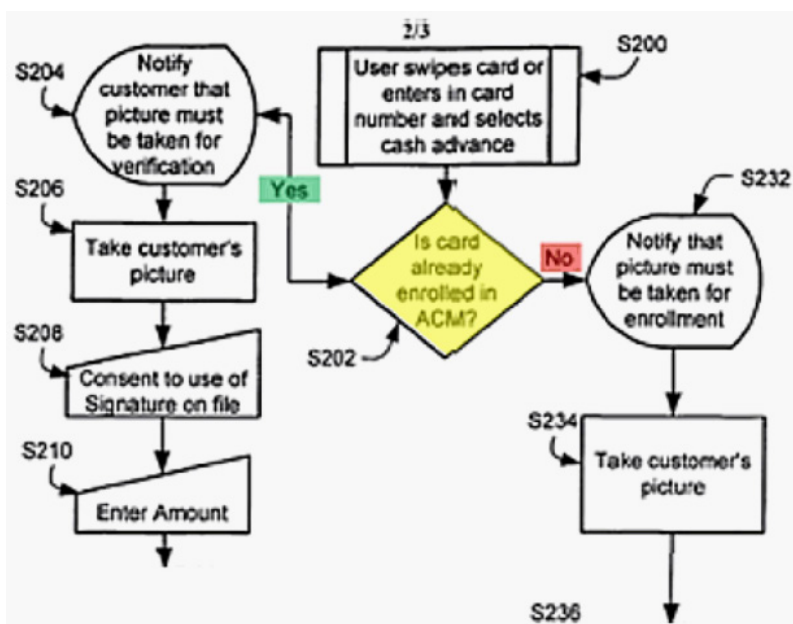 2/3
S200
User swipes card or
enters in card
number and selects
cash advance
S204
Notify
customer that
picture must
be taken for
verification
Yes
S206
Take customer's
picture
S208
Consent to use of
Signature on file
S210
Enter Amount
Is card
already
enrolled in
ACM?
S202
No
S232
Notify that
picture must
be taken for
enrollment
S234
Take customer's
picture
S236